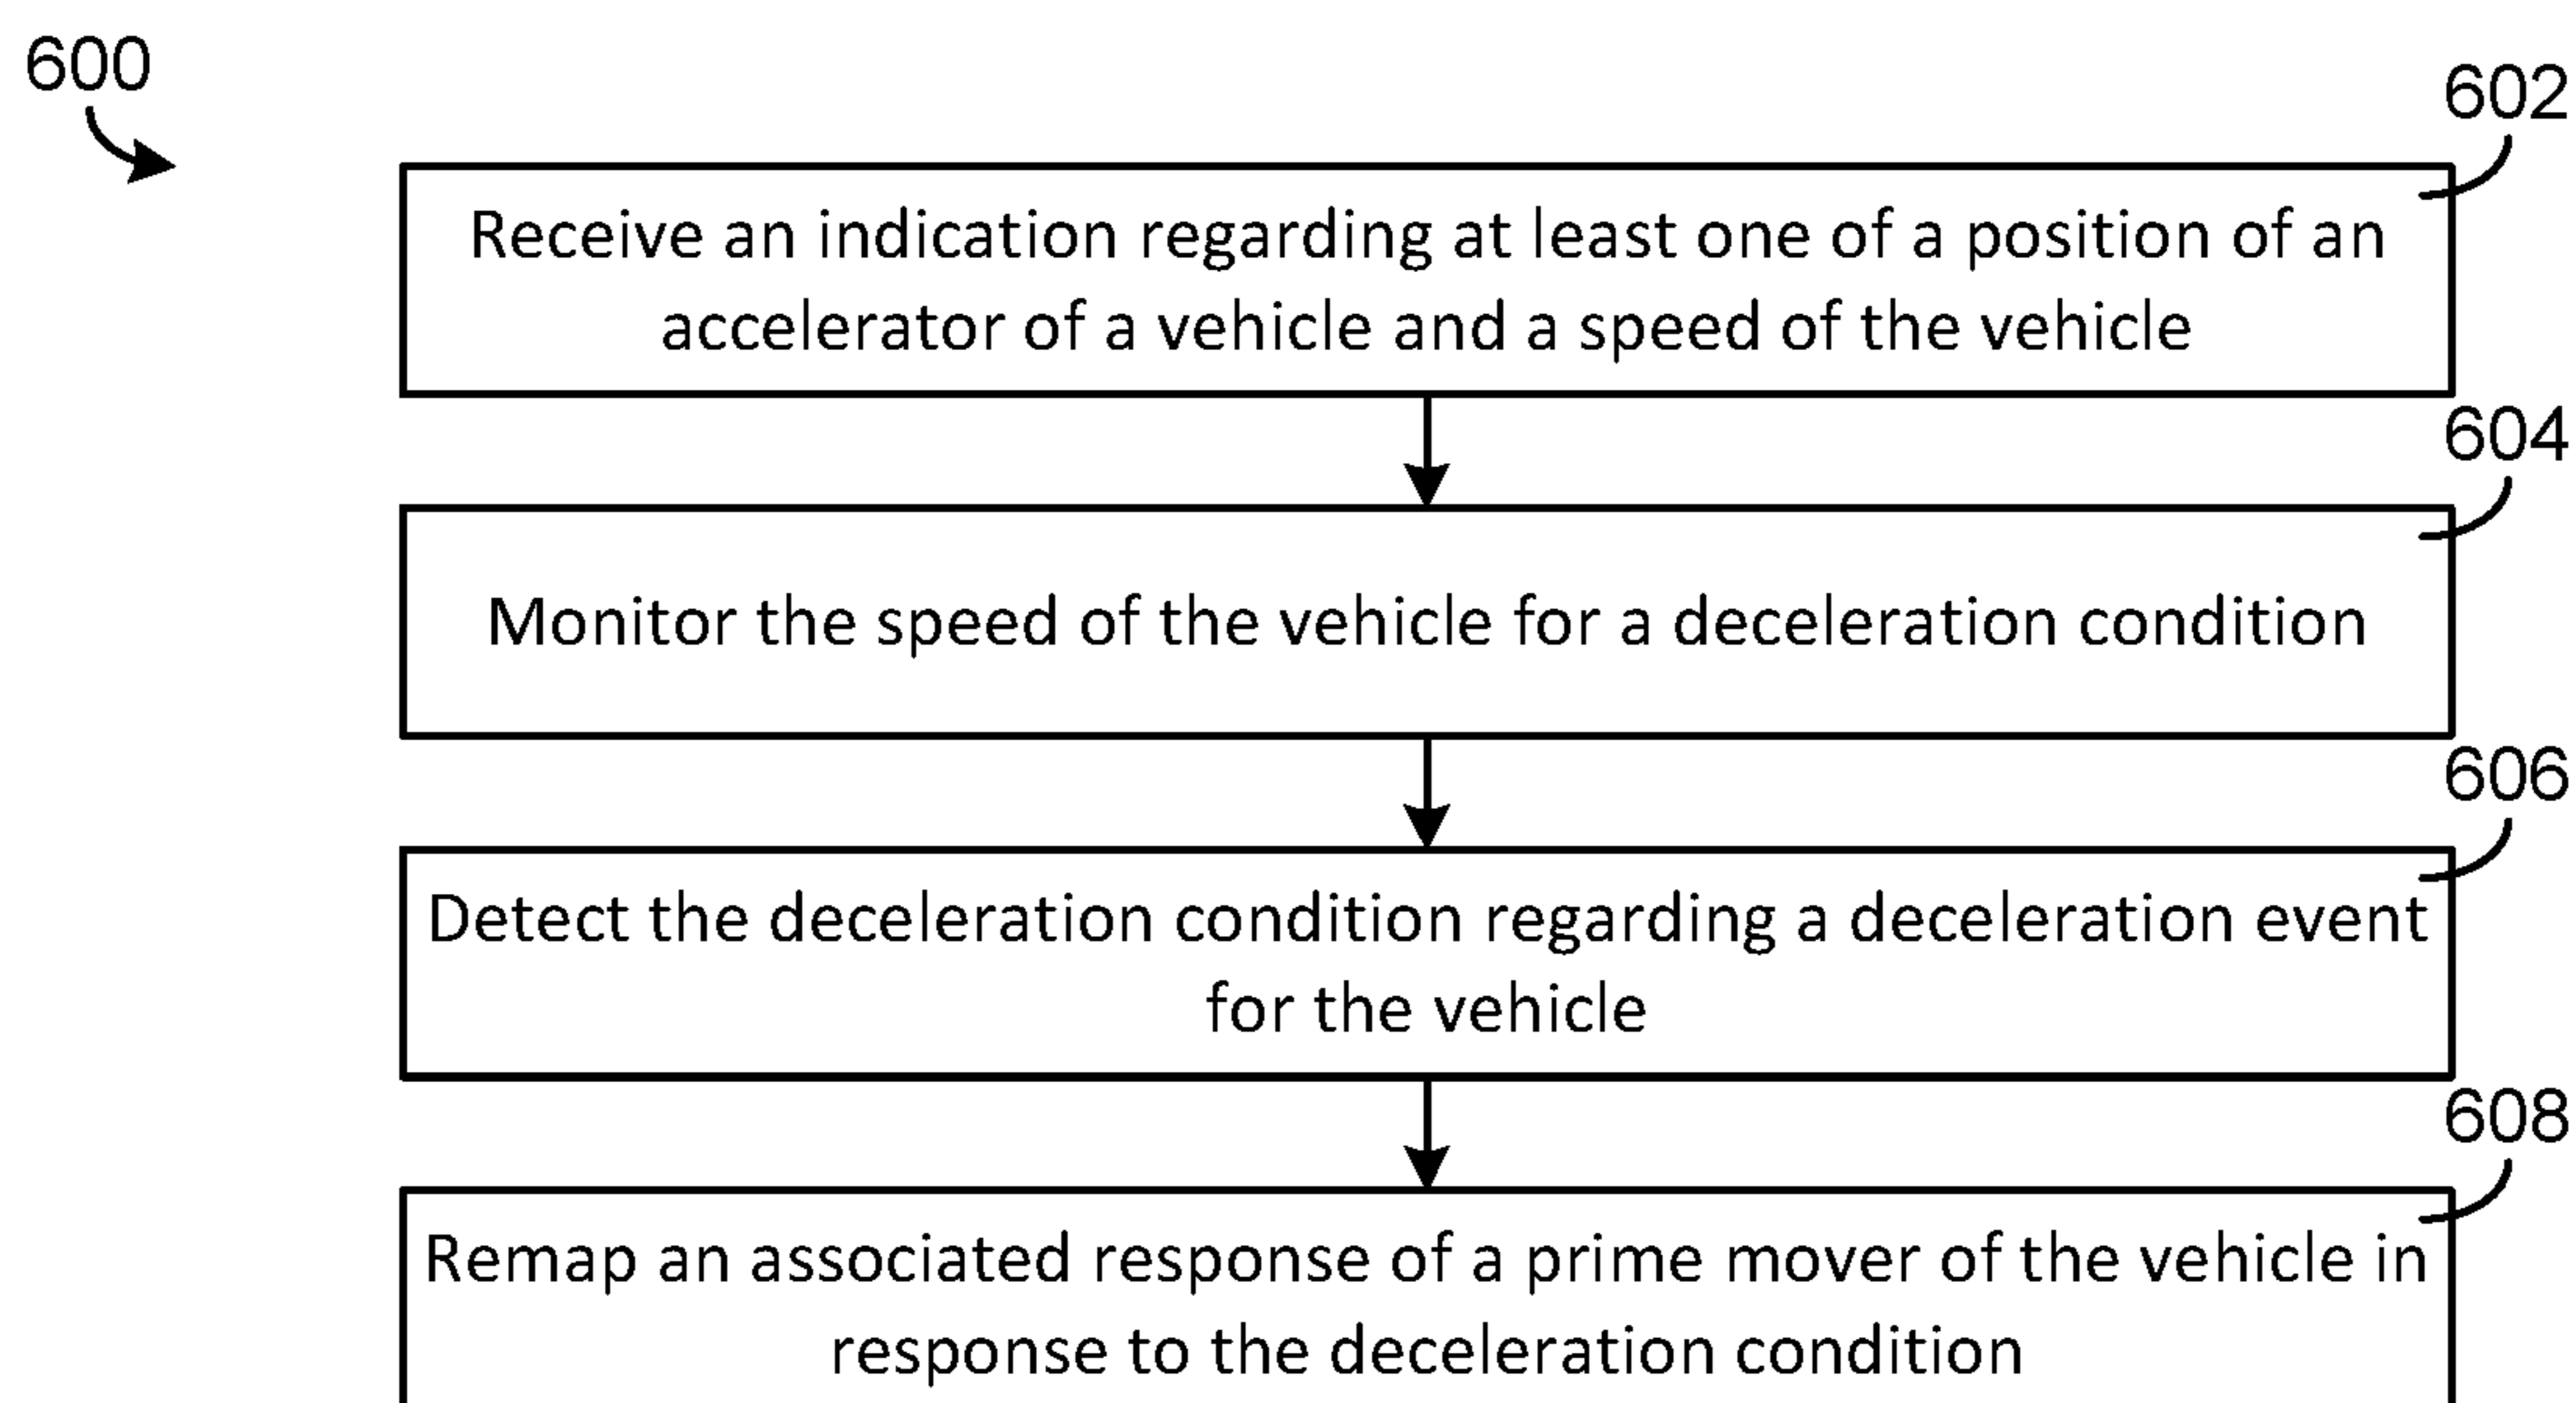 600
602
Receive an indication regarding at least one of a position of an
accelerator of a vehicle and a speed of the vehicle
604
Monitor the speed of the vehicle for a deceleration condition
606
Detect the deceleration condition regarding a deceleration event
for the vehicle
608
Remap an associated response of a prime mover of the vehicle in
response to the deceleration condition